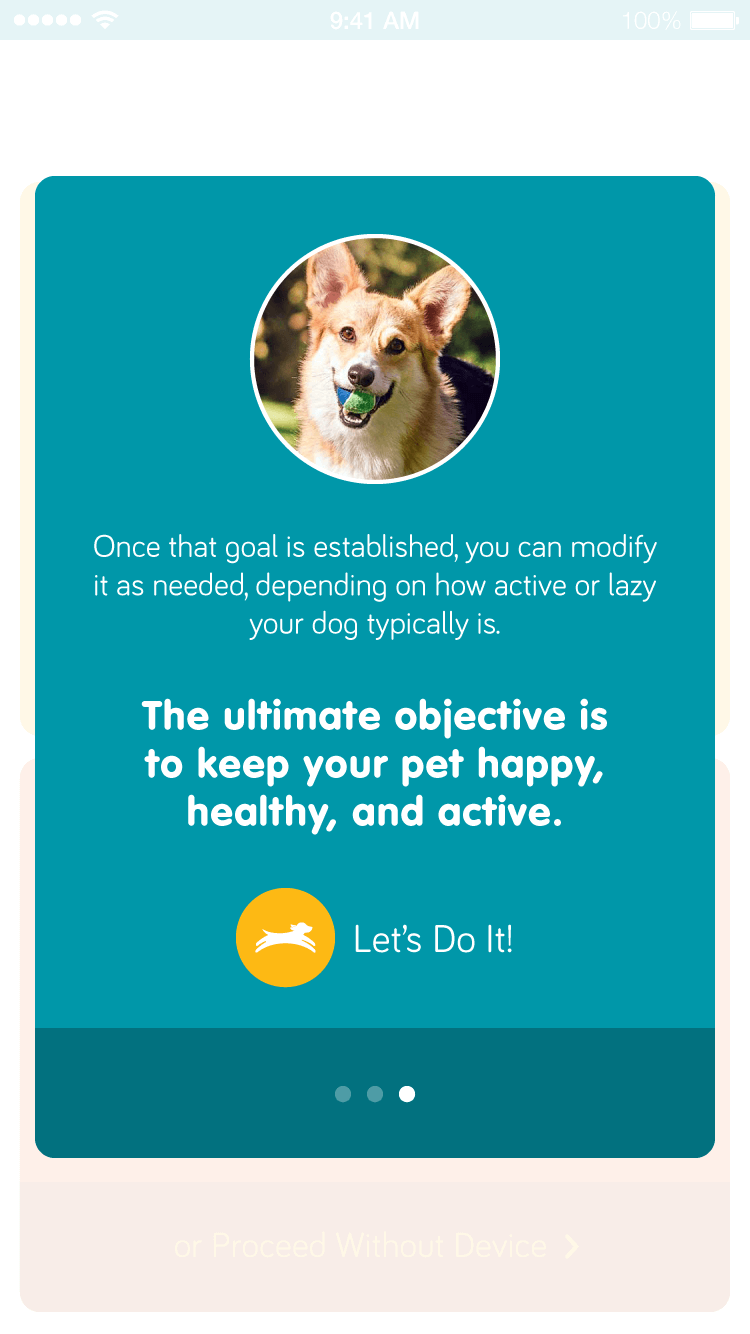 9:41 AM
100%
Once that goal is established, you can modify
it as needed, depending on how active or lazy
your dog typically is.
The ultimate objective is
to keep your pet happy,
healthy, and active.
Let's Do It!
or Proceed Without Device